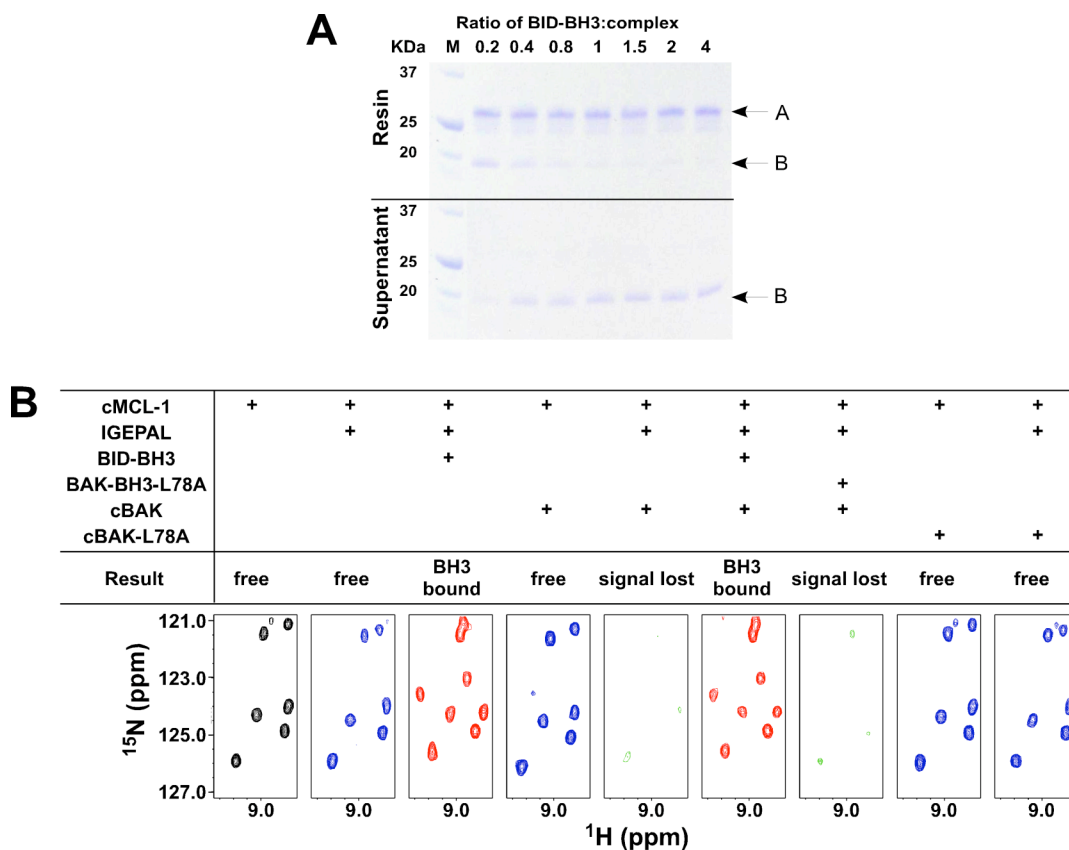 A
Ratio of BID-BH3:complex
KDa M 0.2 0.4 0.8 1 1.5 2 4
Resin
37
25
20
A
B
Supernatant
37
25
20
B
B
cMCL-1 + + + + + + + + +
IGEPAL + + + + + +
BID-BH3 + +
BAK-BH3-L78A +
cBAK + + + +
cBAK-L78A + +
Result free free BH3 bound free signal lost BH3 bound signal lost free free
15N (ppm)
121.0
123.0
125.0
127.0
9.0 9.0 9.0 9.0 9.0 9.0 9.0 9.0 9.0
1H (ppm)